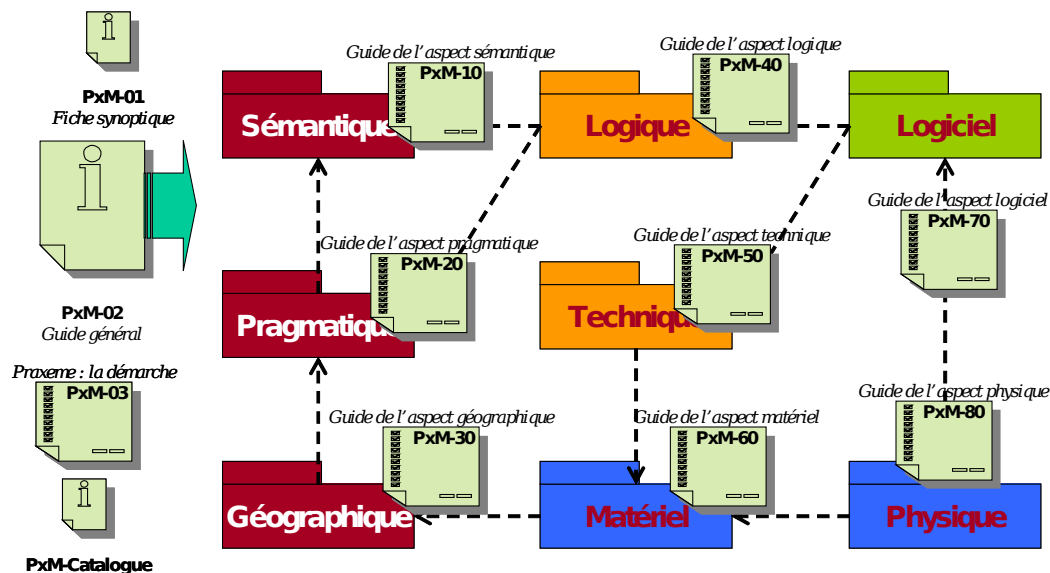 PxM-01
Fiche synoptique
PxM-02
Guide général
Praxeme : la démarche
PxM-03
PxM-Catalogue
Guide de l'aspect sémantique
PxM-10
Sémantique
Guide de l'aspect logique
PxM-40
Logique
Logiciel
Guide de l'aspect pragmatique
PxM-20
Pragmatique
Guide de l'aspect technique
PxM-50
Technique
Guide de l'aspect logiciel
PxM-70
Guide de l'aspect géographique
PxM-30
Géographique
Guide de l'aspect matériel
PxM-60
Matériel
Guide de l'aspect physique
PxM-80
Physique